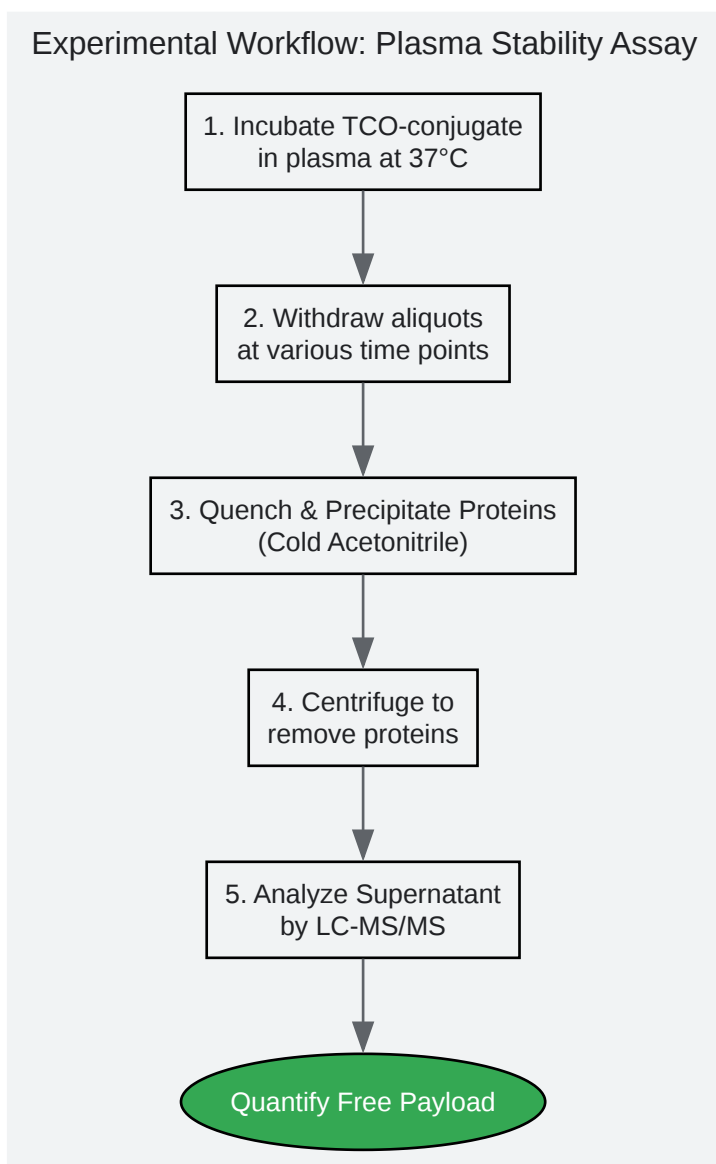 Experimental Workflow: Plasma Stability Assay
1. Incubate TCO-conjugate
in plasma at 37°C
2. Withdraw aliquots
at various time points
3. Quench & Precipitate Proteins
(Cold Acetonitrile)
4. Centrifuge to
remove proteins
5. Analyze Supernatant
by LC-MS/MS
Quantify Free Payload